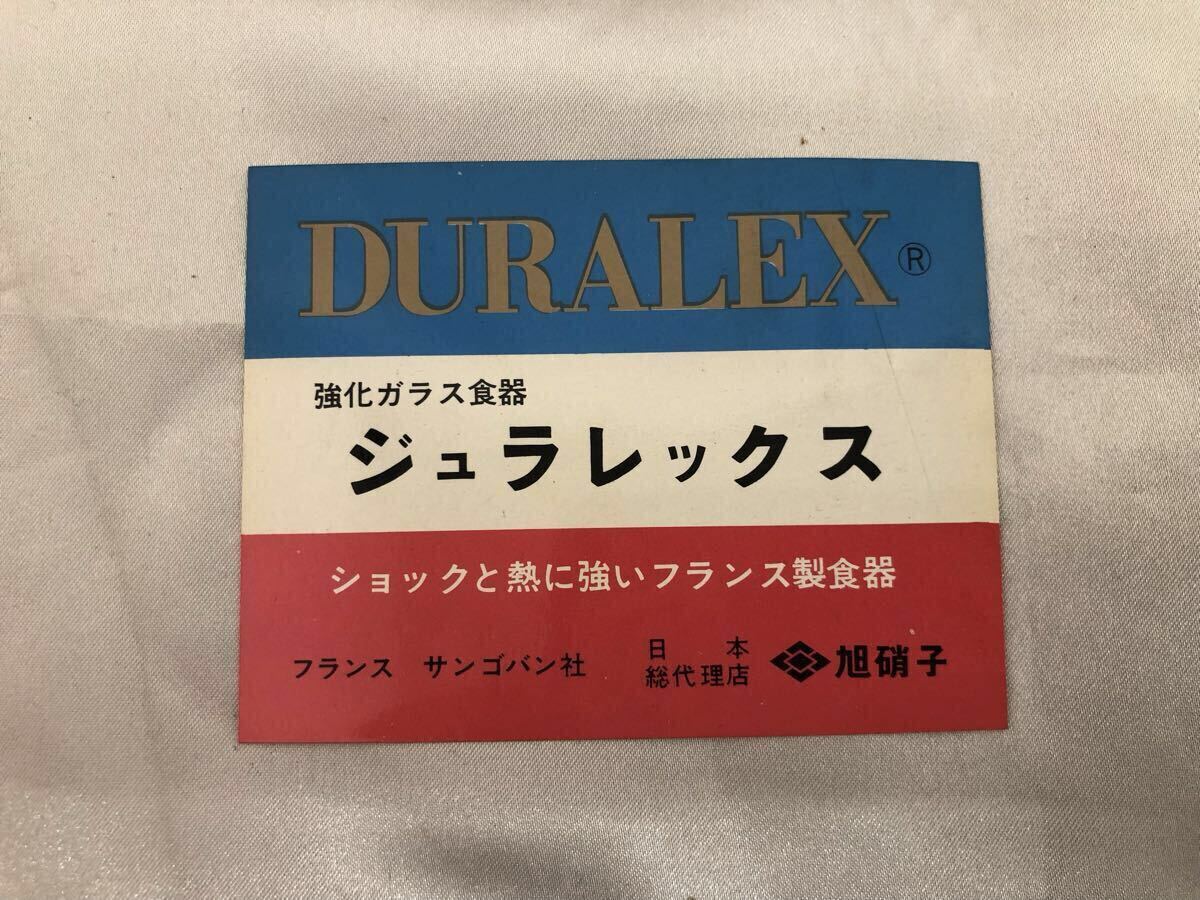 DURALEX®
強化ガラス食器
ジュラレックス
ショックと熱に強いフランス製食器
フランス サンゴバン社
日本
総代理店
旭硝子